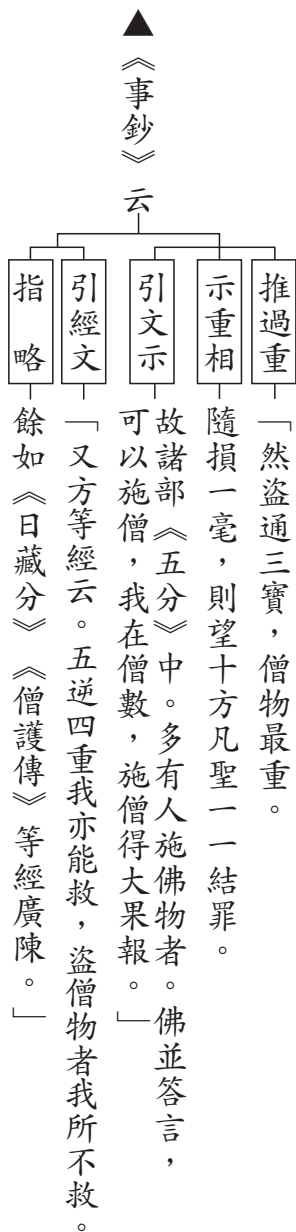 ▲《事鈔》云
推過重
「然盜通三寶，僧物最重。
示重相
隨損一毫，則望十方凡聖一一結罪。
引文示
故諸部《五分》中。多有人施佛物者。佛並答言，
可以施僧，我在僧數，施僧得大果報。」
引經文
「又方等經云。五逆四重我亦能救，盜僧物者我所不救。
指略
餘如《日藏分》《僧護傳》等經廣陳。」